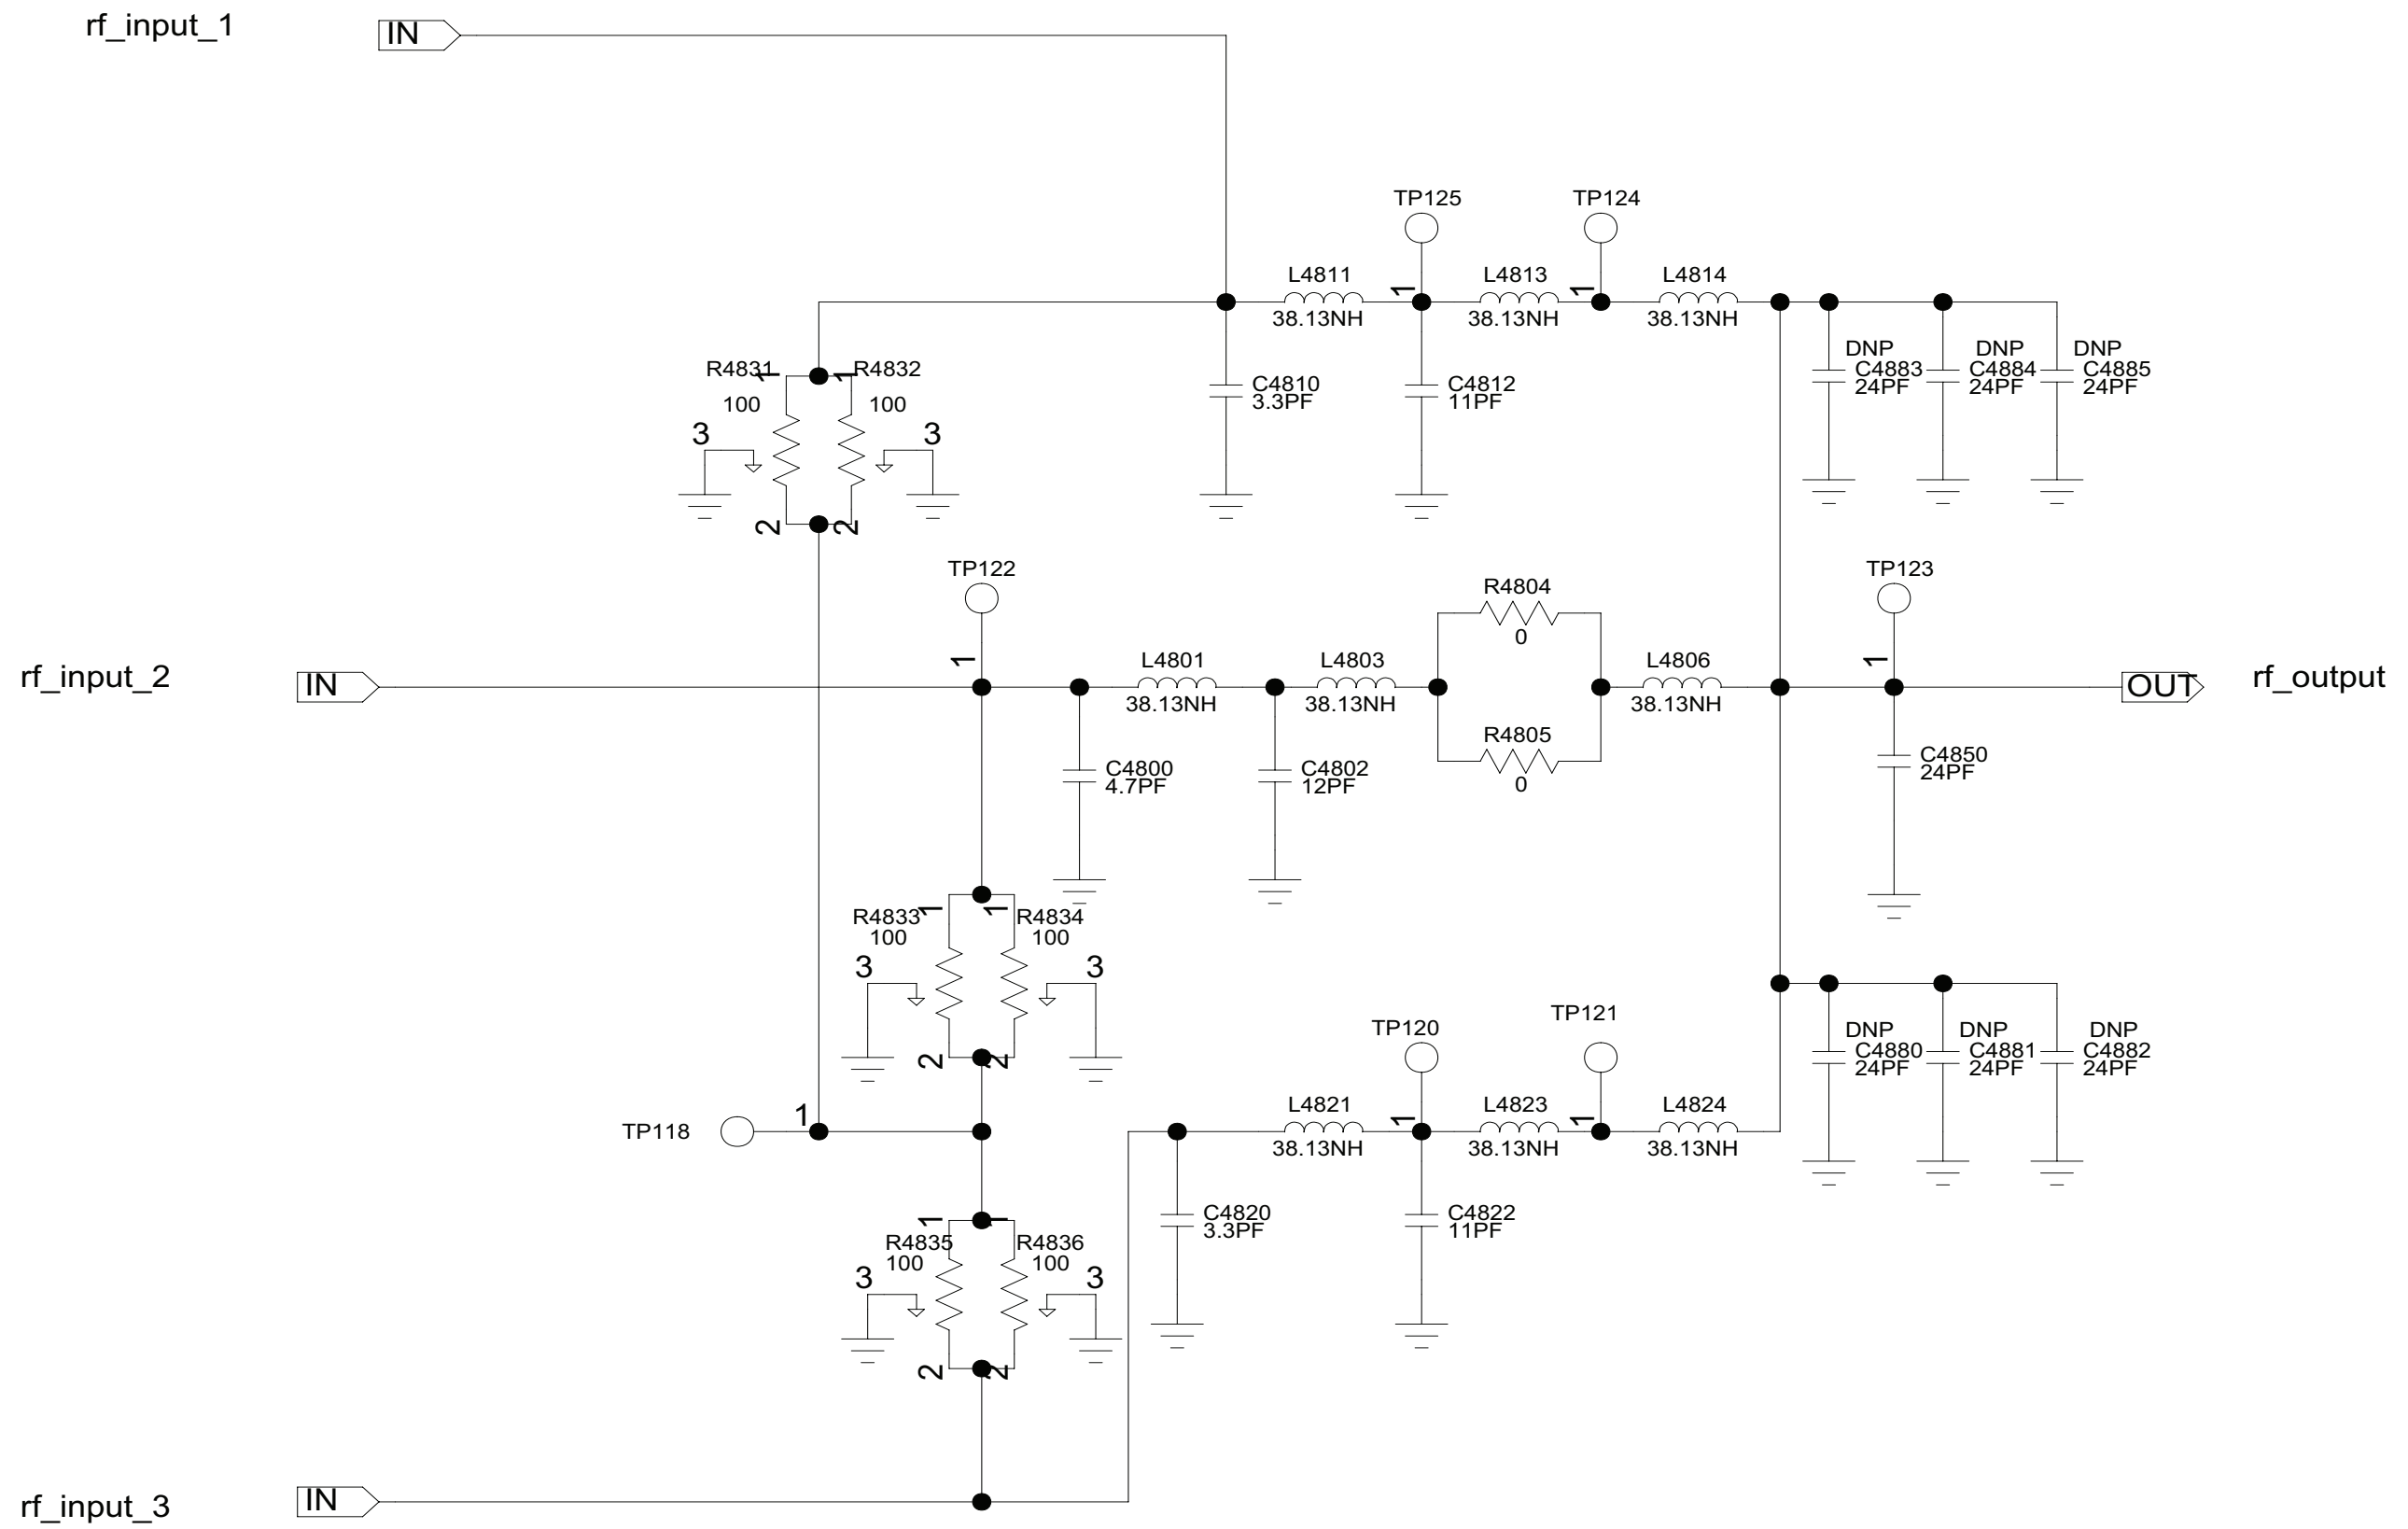 rf_input_1
IN
TP125
TP124
L4811
L4813
L4814
1
1
38.13NH
38.13NH
38.13NH
DNP
DNP
DNP
C4883
C4884
C4885
24PF
24PF
24PF
R4831
1
1
R4832
100
100
C4810
3.3PF
C4812
11PF
3
3
2
2
TP122
R4804
0
TP123
1
1
rf_input_2
IN
L4801
L4803
L4806
38.13NH
38.13NH
38.13NH
OUT
rf_output
R4805
0
C4850
24PF
C4800
4.7PF
C4802
12PF
R4833
1
1
R4834
100
100
3
3
2
2
TP120
TP121
DNP
DNP
DNP
C4880
C4881
C4882
24PF
24PF
24PF
TP118
1
L4821
L4823
L4824
1
1
38.13NH
38.13NH
38.13NH
C4820
3.3PF
C4822
11PF
R4835
1
1
R4836
100
100
3
3
2
2
rf_input_3
IN